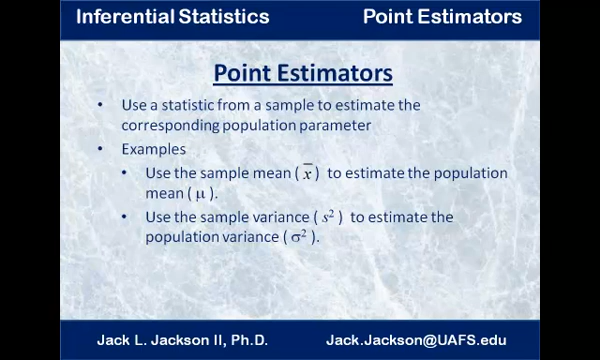 Inferential Statistics Point Estimators
Point Estimators
• Use a statistic from a sample to estimate the
corresponding population parameter
• Examples
• Use the sample mean ( x̅ ) to estimate the population
mean ( μ ).
• Use the sample variance ( s² ) to estimate the
population variance ( σ² ).
Jack L. Jackson II, Ph.D. Jack.Jackson@UAFS.edu